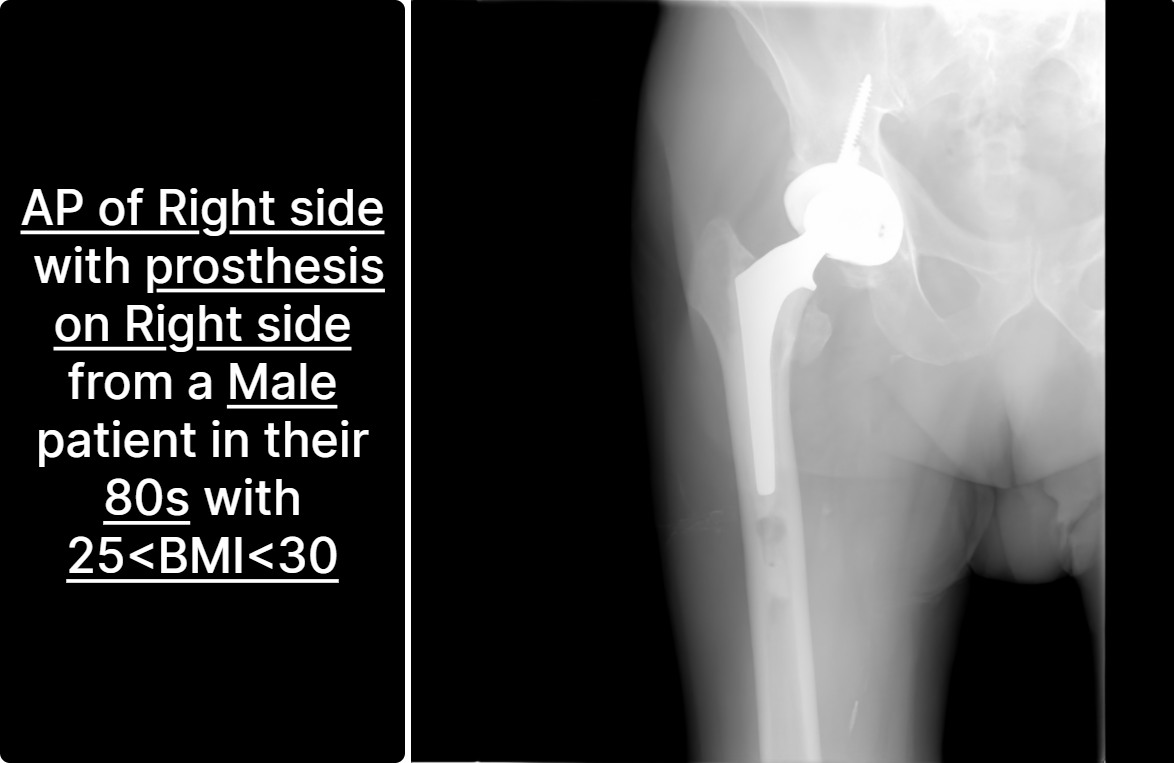 AP of Right side
with prosthesis
on Right side
from a Male
patient in their
80s with
25<BMI<30